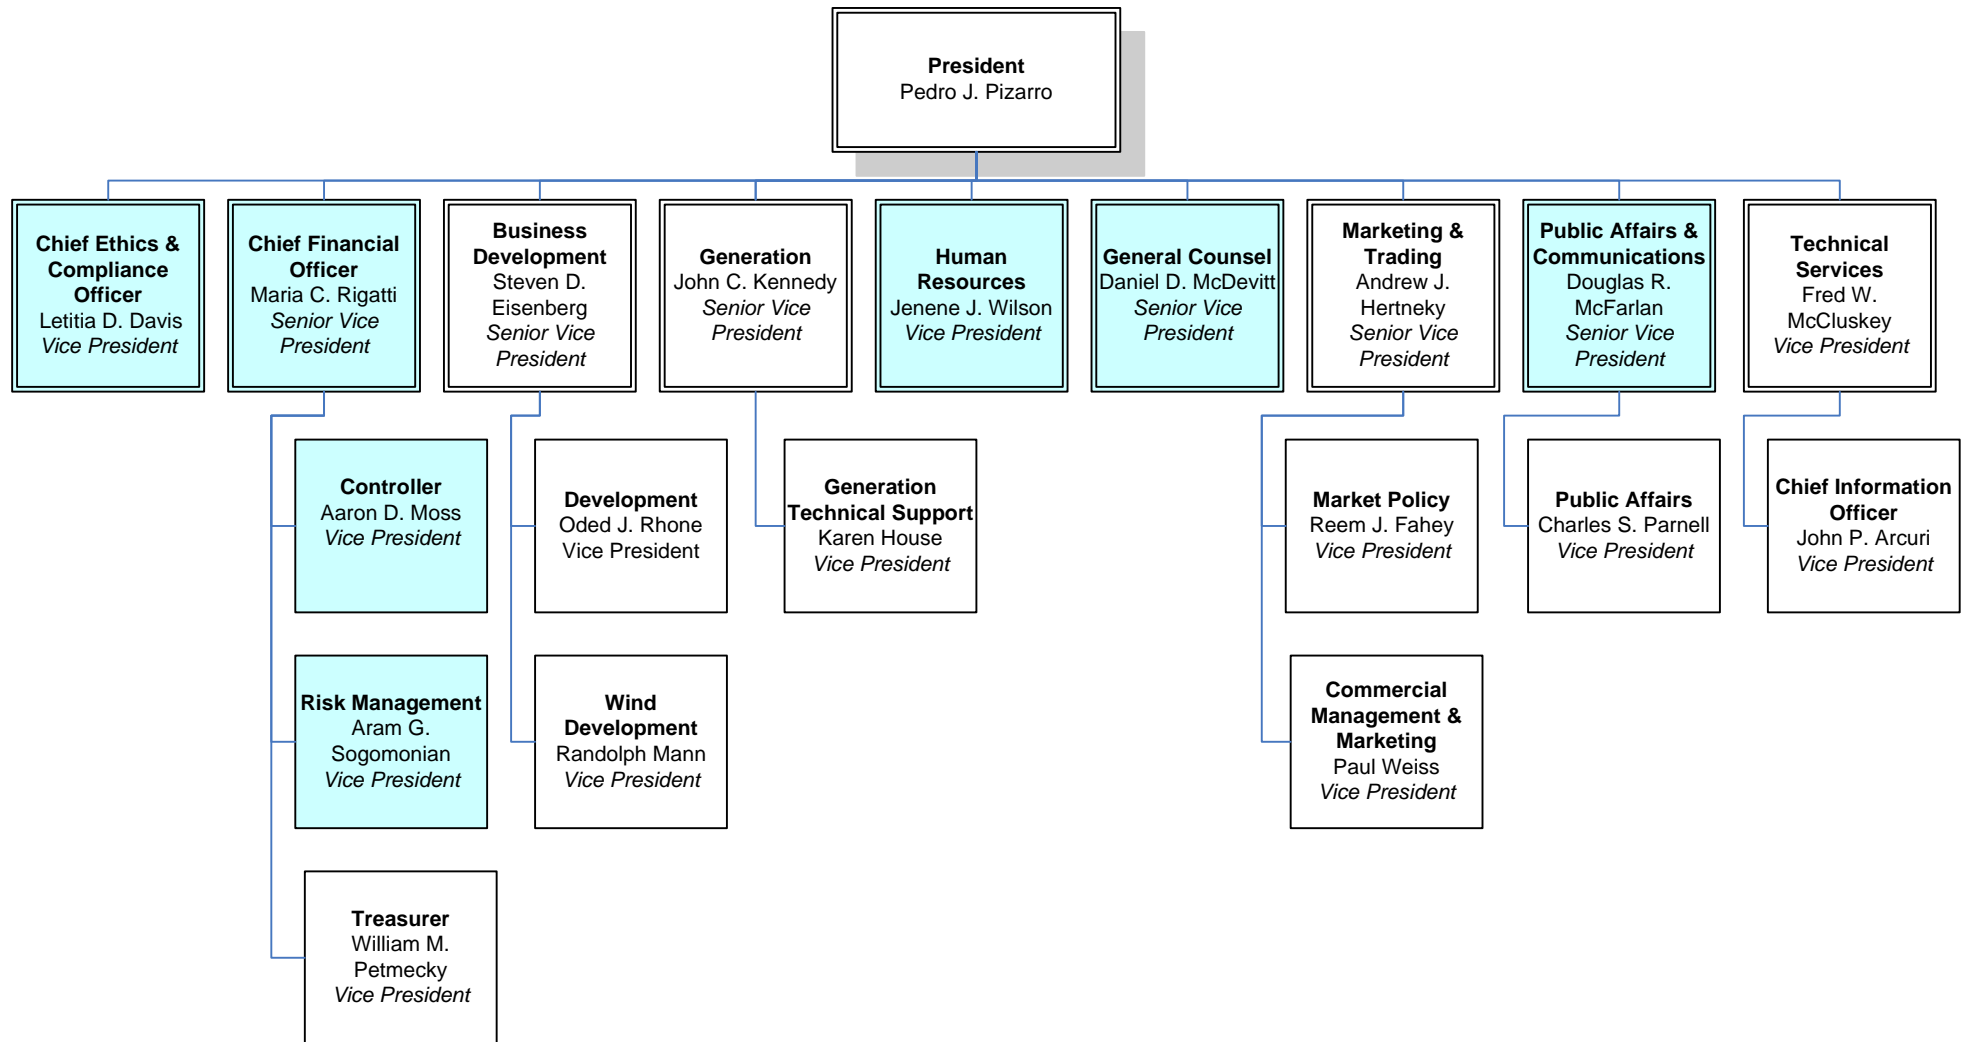 President
Pedro J. Pizarro
Chief Ethics &
Compliance
Officer
Letitia D. Davis
Vice President
Chief Financial
Officer
Maria C. Rigatti
Senior Vice
President
Business
Development
Steven D.
Eisenberg
Senior Vice
President
Generation
John C. Kennedy
Senior Vice
President
Human
Resources
Jenene J. Wilson
Vice President
General Counsel
Daniel D. McDevitt
Senior Vice
President
Marketing &
Trading
Andrew J.
Hertneky
Senior Vice
President
Public Affairs &
Communications
Douglas R.
McFarlan
Senior Vice
President
Technical
Services
Fred W.
McCluskey
Vice President
Controller
Aaron D. Moss
Vice President
Development
Oded J. Rhone
Vice President
Generation
Technical Support
Karen House
Vice President
Market Policy
Reem J. Fahey
Vice President
Public Affairs
Charles S. Parnell
Vice President
Chief Information
Officer
John P. Arcuri
Vice President
Risk Management
Aram G.
Sogomonian
Vice President
Wind
Development
Randolph Mann
Vice President
Commercial
Management &
Marketing
Paul Weiss
Vice President
Treasurer
William M.
Petmecky
Vice President